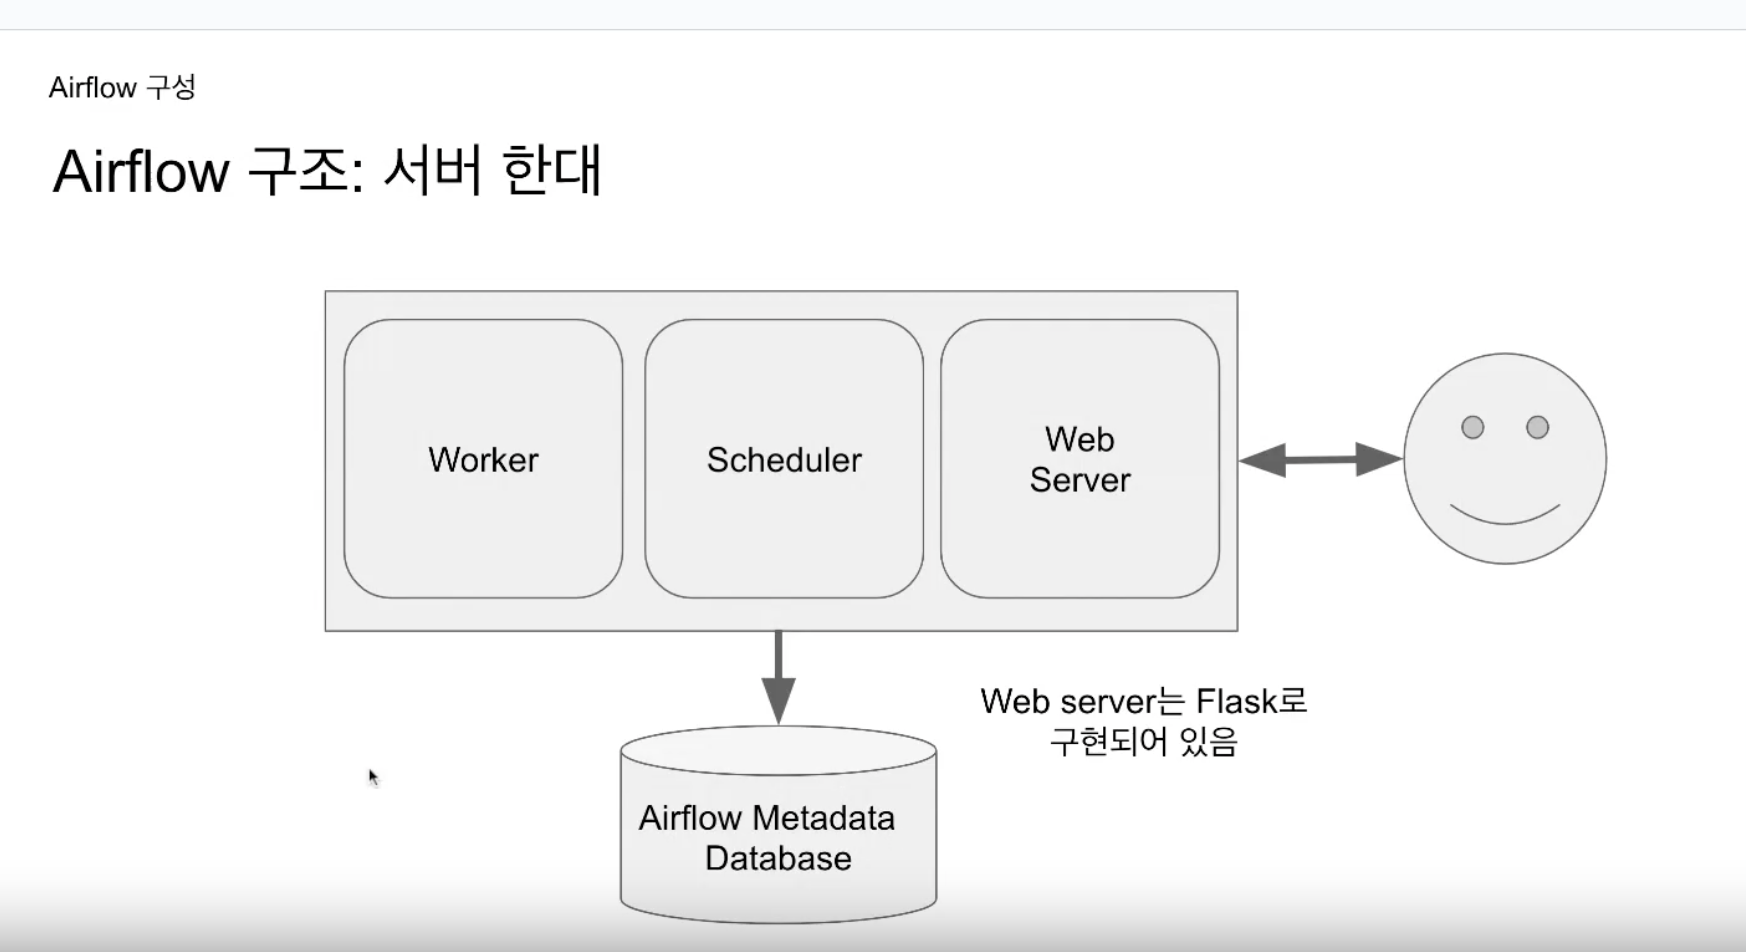 Airflow 구성
Airflow 구조: 서버 한대
Worker
Scheduler
Web
Server
Web server는 Flask로
구현되어 있음
Airflow Metadata
Database